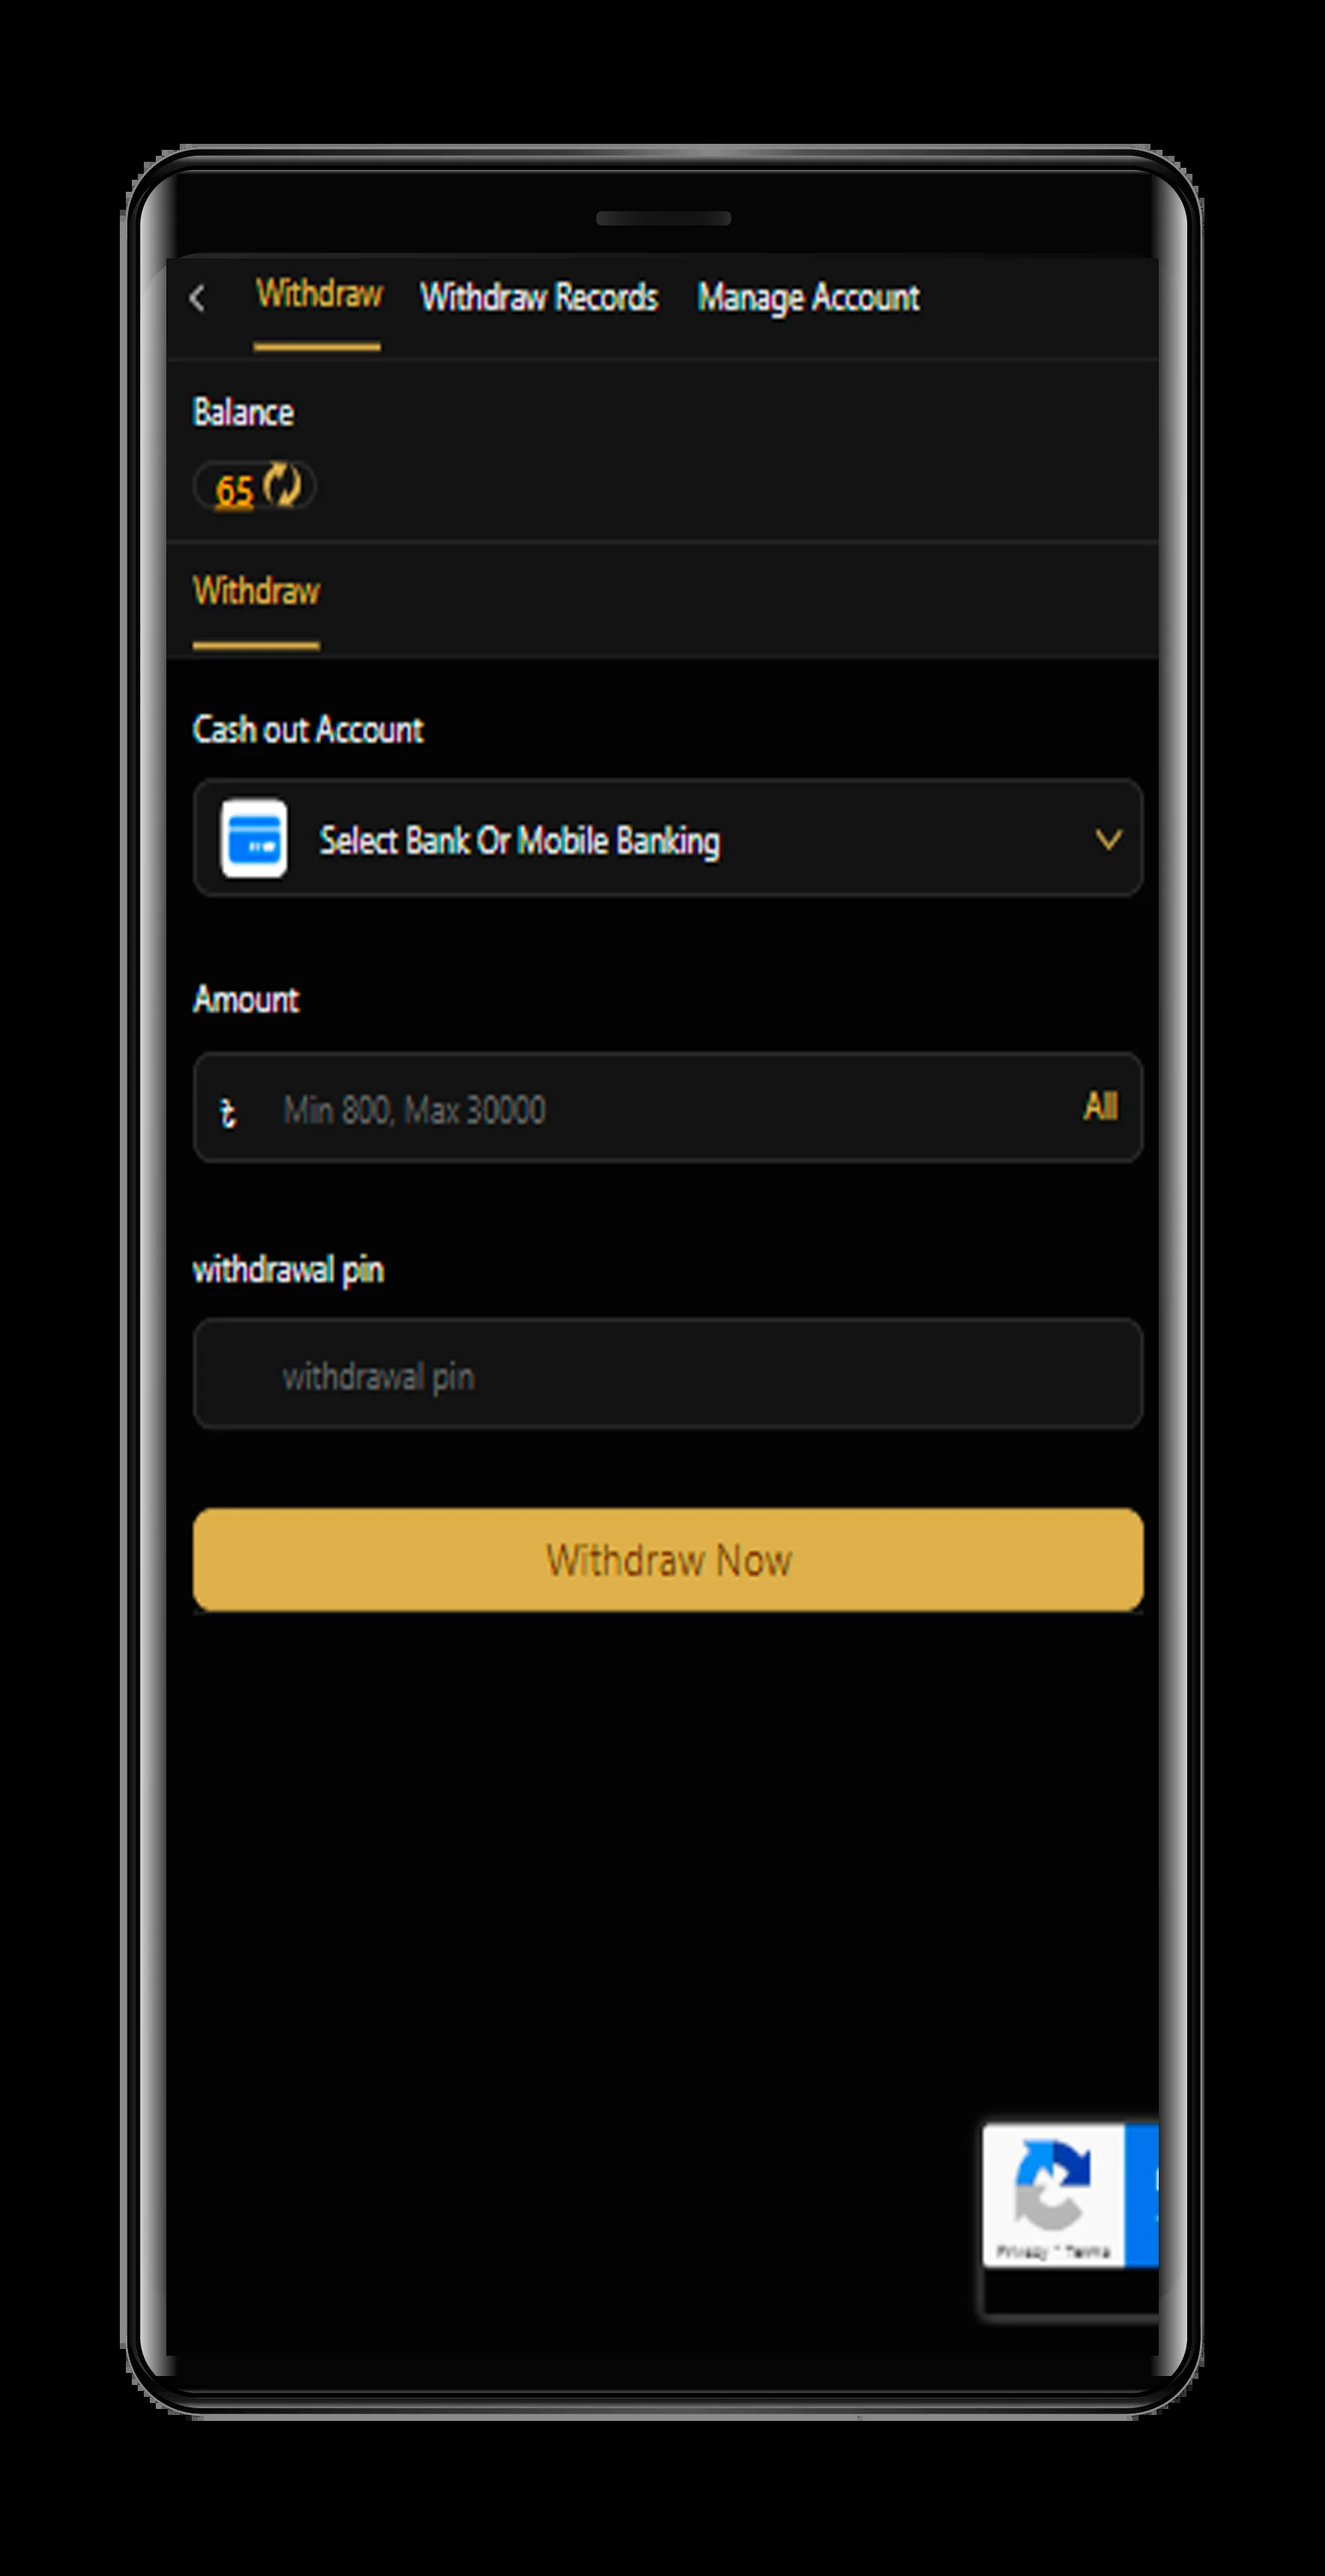 Withdraw Withdraw Records Manage Account
Balance
65
Withdraw
Cash out Account
Select Bank Or Mobile Banking
Amount
৳ Min 800, Max 30000 All
withdrawal pin
withdrawal pin
Withdraw Now
Privacy - Terms